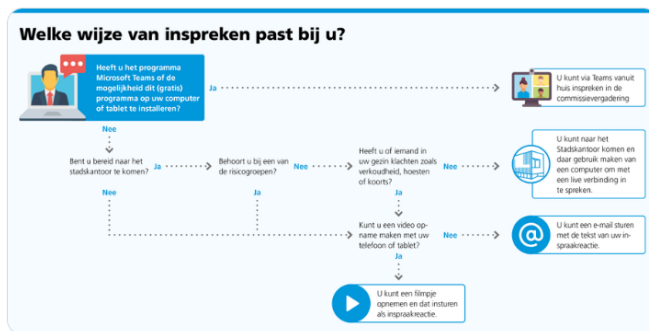 Welke wijze van inspreken past bij u?
Heeft u het programma
Microsoft Teams of de
mogelijkheid dit (gratis)
programma op uw computer
of tablet te installeren?
Ja
U kunt via Teams vanuit
huis inspreken in de
commissievergadering
Nee
Bent u bereid naar het
stadskantoor te komen?
Ja
Behoort u bij een van
de risicogroepen?
Nee
Heeft u of iemand in
uw gezin klachten zoals
verkoudheid, hoesten
of koorts?
Nee
U kunt naar het
Stadskantoor komen en
daar gebruik maken van
een computer om met
een live verbinding in
te spreken.
Nee
Ja
Ja
Kunt u een video op-
name maken met uw
telefoon of tablet?
Nee
@
U kunt een e-mail sturen
met de tekst van uw in-
spraakreactie.
Ja
U kunt een filmpje
opnemen en dat insturen
als inspraakreactie.